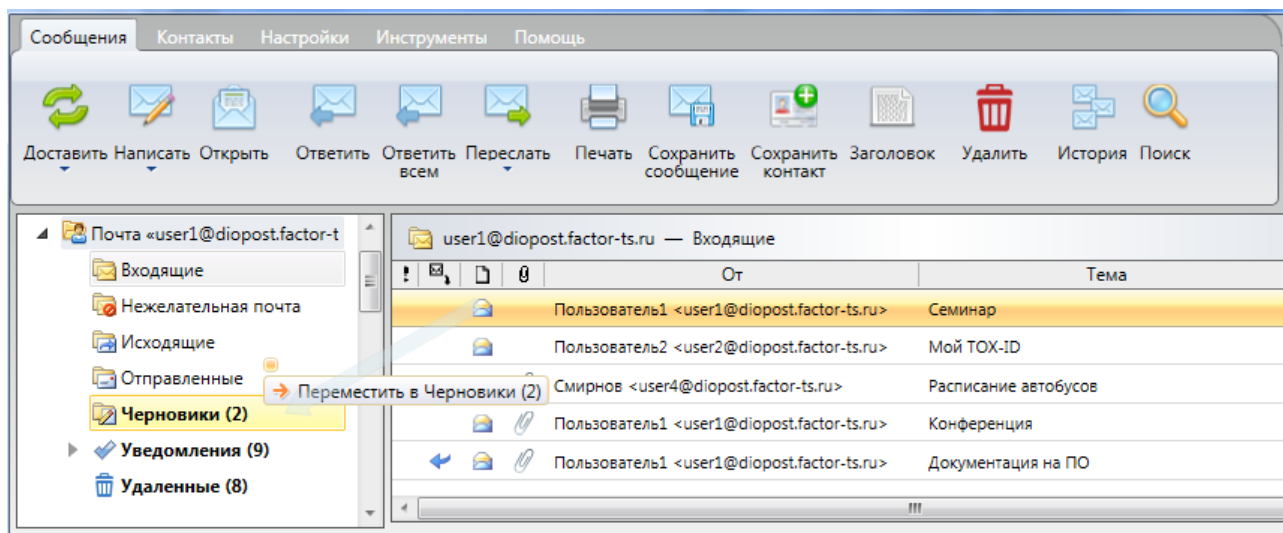 Сообщения Контакты Настройки Инструменты Помощь
Доставить Написать Открыть Ответить Ответить всем Переслать Печать Сохранить сообщение Сохранить контакт Заголовок Удалить История Поиск
Почта «user1@diopost.factor-t
Входящие
Нежелательная почта
Исходящие
Отправленные
Черновики (2)
Уведомления (9)
Удаленные (8)
Переместить в Черновики (2)
user1@diopost.factor-ts.ru — Входящие
! От Тема
Пользователь1 <user1@diopost.factor-ts.ru> Семинар
Пользователь2 <user2@diopost.factor-ts.ru> Мой TOX-ID
Смирнов <user4@diopost.factor-ts.ru> Расписание автобусов
Пользователь1 <user1@diopost.factor-ts.ru> Конференция
Пользователь1 <user1@diopost.factor-ts.ru> Документация на ПО